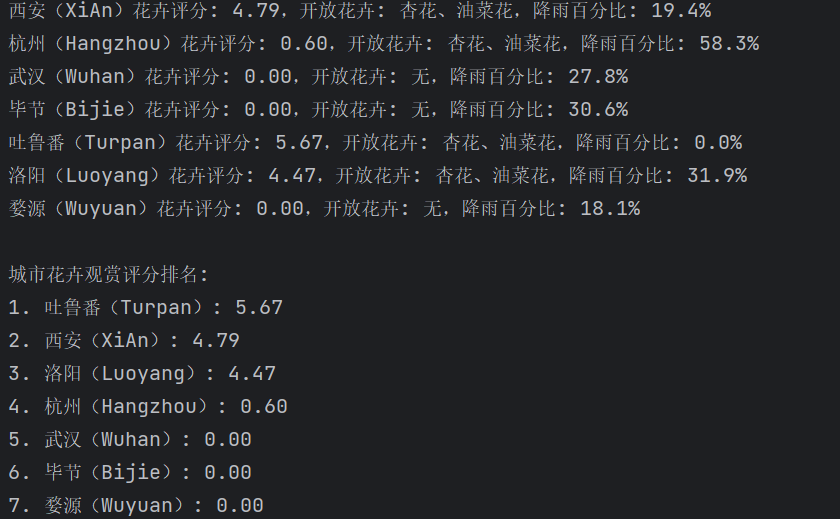 西安（XiAn）花卉评分: 4.79，开放花卉: 杏花、油菜花，降雨百分比: 19.4%
杭州（Hangzhou）花卉评分: 0.60，开放花卉: 杏花、油菜花，降雨百分比: 58.3%
武汉（Wuhan）花卉评分: 0.00，开放花卉: 无，降雨百分比: 27.8%
毕节（Bijie）花卉评分: 0.00，开放花卉: 无，降雨百分比: 30.6%
吐鲁番（Turpan）花卉评分: 5.67，开放花卉: 杏花、油菜花，降雨百分比: 0.0%
洛阳（Luoyang）花卉评分: 4.47，开放花卉: 杏花、油菜花，降雨百分比: 31.9%
婺源（Wuyuan）花卉评分: 0.00，开放花卉: 无，降雨百分比: 18.1%
城市花卉观赏评分排名:
1. 吐鲁番（Turpan）: 5.67
2. 西安（XiAn）: 4.79
3. 洛阳（Luoyang）: 4.47
4. 杭州（Hangzhou）: 0.60
5. 武汉（Wuhan）: 0.00
6. 毕节（Bijie）: 0.00
7. 婺源（Wuyuan）: 0.00